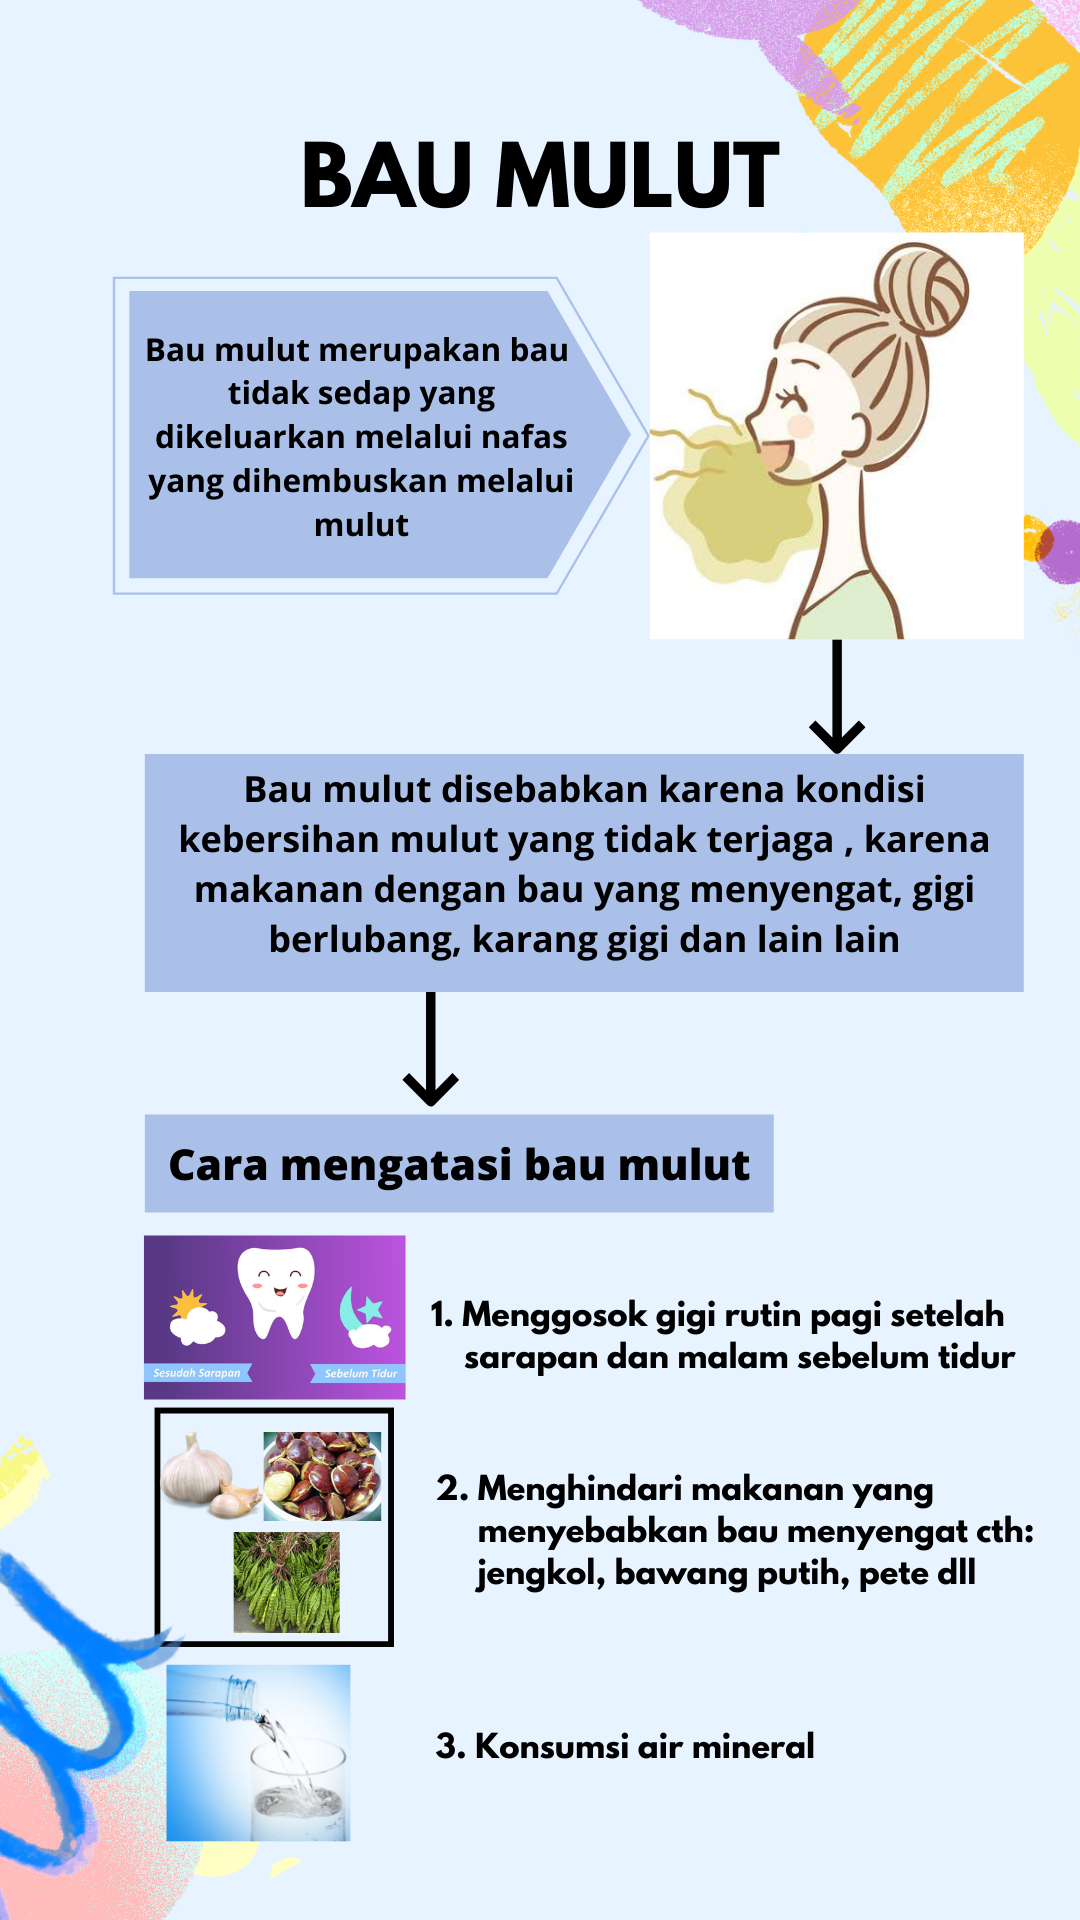 BAU MULUT
Bau mulut merupakan bau
tidak sedap yang
dikeluarkan melalui nafas
yang dihembuskan melalui
mulut
Bau mulut disebabkan karena kondisi
kebersihan mulut yang tidak terjaga , karena
makanan dengan bau yang menyengat, gigi
berlubang, karang gigi dan lain lain
Cara mengatasi bau mulut
Sesudah Sarapan
Sebelum Tidur
1. Menggosok gigi rutin pagi setelah
sarapan dan malam sebelum tidur
2. Menghindari makanan yang
menyebabkan bau menyengat cth:
jengkol, bawang putih, pete dll
3. Konsumsi air mineral